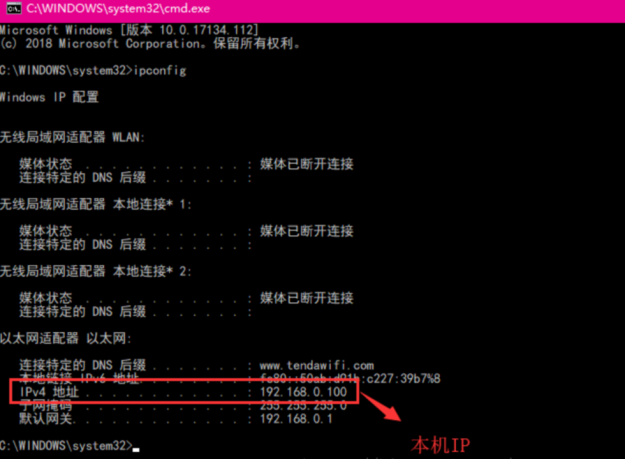 C:\WINDOWS\system32\cmd.exe
Microsoft Windows [版本 10.0.17134.112]
(c) 2018 Microsoft Corporation。保留所有权利。
C:\WINDOWS\system32>ipconfig
Windows IP 配置
无线局域网适配器 WLAN:
媒体状态 . . . . . . . . . . . . : 媒体已断开连接
连接特定的 DNS 后缀 . . . . . . . :
无线局域网适配器 本地连接* 1:
媒体状态 . . . . . . . . . . . . : 媒体已断开连接
连接特定的 DNS 后缀 . . . . . . . :
无线局域网适配器 本地连接* 2:
媒体状态 . . . . . . . . . . . . : 媒体已断开连接
连接特定的 DNS 后缀 . . . . . . . :
以太网适配器 以太网:
连接特定的 DNS 后缀 . . . . . . . : www.tendawifi.com
本地链接 IPv6 地址. . . . . . . . : fe80::50ab:d91b:c227:39b7%8
IPv4 地址 . . . . . . . . . . . . : 192.168.0.100
子网掩码 . . . . . . . . . . . . : 255.255.255.0
默认网关. . . . . . . . . . . . . : 192.168.0.1
本机IP
C:\WINDOWS\system32>